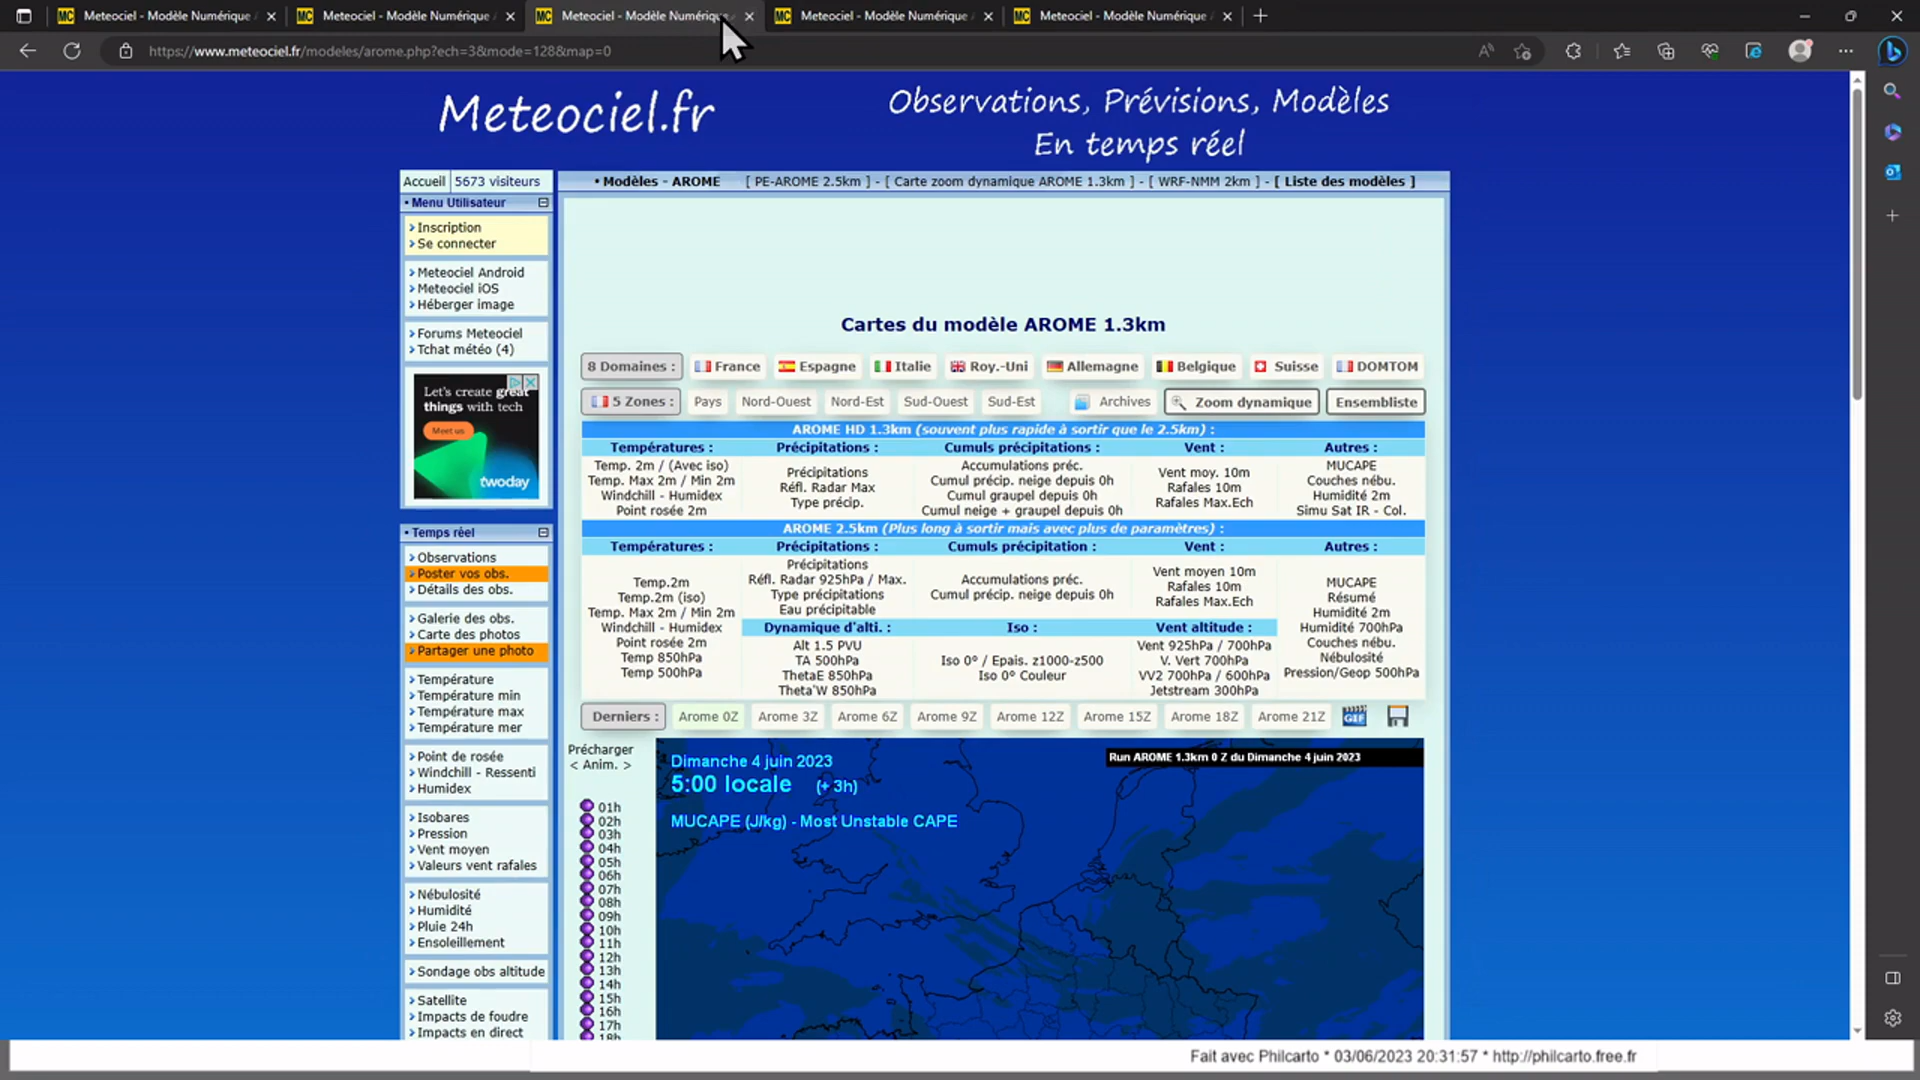 Meteociel - Modèle Numérique
Meteociel - Modèle Numérique
Meteociel - Modèle Numérique
Meteociel - Modèle Numérique
Meteociel - Modèle Numérique
https://www.meteociel.fr/modeles/arome.php?ech=3&mode=128&map=0
Meteociel.fr
Observations, Prévisions, Modèles
En temps réel
Accueil 5673 visiteurs
• Menu Utilisateur
Inscription
Se connecter
Meteociel Android
Meteociel iOS
Héberger image
Forums Meteociel
Tchat météo (4)
Let's create great
things with tech
Meet us
twoday
• Temps réel
Observations
Poster vos obs.
Détails des obs.
Galerie des obs.
Carte des photos
Partager une photo
Température
Température min
Température max
Température mer
Point de rosée
Windchill - Ressenti
Humidex
Isobares
Pression
Vent moyen
Valeurs vent rafales
Nébulosité
Humidité
Pluie 24h
Ensoleillement
Sondage obs altitude
Satellite
Impacts de foudre
Impacts en direct
• Modèles - AROME [ PE-AROME 2.5km ] - [ Carte zoom dynamique AROME 1.3km ] - [ WRF-NMM 2km ] - [ Liste des modèles ]
Cartes du modèle AROME 1.3km
8 Domaines : France Espagne Italie Roy.-Uni Allemagne Belgique Suisse DOMTOM
5 Zones : Pays Nord-Ouest Nord-Est Sud-Ouest Sud-Est Archives Zoom dynamique Ensembliste
AROME HD 1.3km (souvent plus rapide à sortir que le 2.5km) :
Températures : Précipitations : Cumuls précipitations : Vent : Autres :
Temp. 2m / (Avec iso)
Temp. Max 2m / Min 2m
Windchill - Humidex
Point rosée 2m
Précipitations
Réfl. Radar Max
Type précip.
Accumulations préc.
Cumul précip. neige depuis 0h
Cumul graupel depuis 0h
Cumul neige + graupel depuis 0h
Vent moy. 10m
Rafales 10m
Rafales Max.Ech
MUCAPE
Couches nébu.
Humidité 2m
Simu Sat IR - Col.
AROME 2.5km (Plus long à sortir mais avec plus de paramètres) :
Températures : Précipitations : Cumuls précipitation : Vent : Autres :
Temp.2m
Temp.2m (iso)
Temp. Max 2m / Min 2m
Windchill - Humidex
Point rosée 2m
Temp 850hPa
Temp 500hPa
Précipitations
Réfl. Radar 925hPa / Max.
Type précipitations
Eau précipitable
Accumulations préc.
Cumul précip. neige depuis 0h
Vent moyen 10m
Rafales 10m
Rafales Max.Ech
MUCAPE
Résumé
Humidité 2m
Humidité 700hPa
Couches nébu.
Nébulosité
Pression/Geop 500hPa
Dynamique d'alti. : Iso : Vent altitude :
Alt 1.5 PVU
TA 500hPa
ThetaE 850hPa
Theta'W 850hPa
Iso 0° / Epais. z1000-z500
Iso 0° Couleur
Vent 925hPa / 700hPa
V. Vert 700hPa
VV2 700hPa / 600hPa
Jetstream 300hPa
Derniers : Arome 0Z Arome 3Z Arome 6Z Arome 9Z Arome 12Z Arome 15Z Arome 18Z Arome 21Z GIF
Précharger
< Anim. >
01h
02h
03h
04h
05h
06h
07h
08h
09h
10h
11h
12h
13h
14h
15h
16h
17h
18h
Dimanche 4 juin 2023
5:00 locale (+ 3h)
MUCAPE (J/kg) - Most Unstable CAPE
Run AROME 1.3km 0 Z du Dimanche 4 juin 2023
Fait avec Philcarto * 03/06/2023 20:31:57 * http://philcarto.free.fr